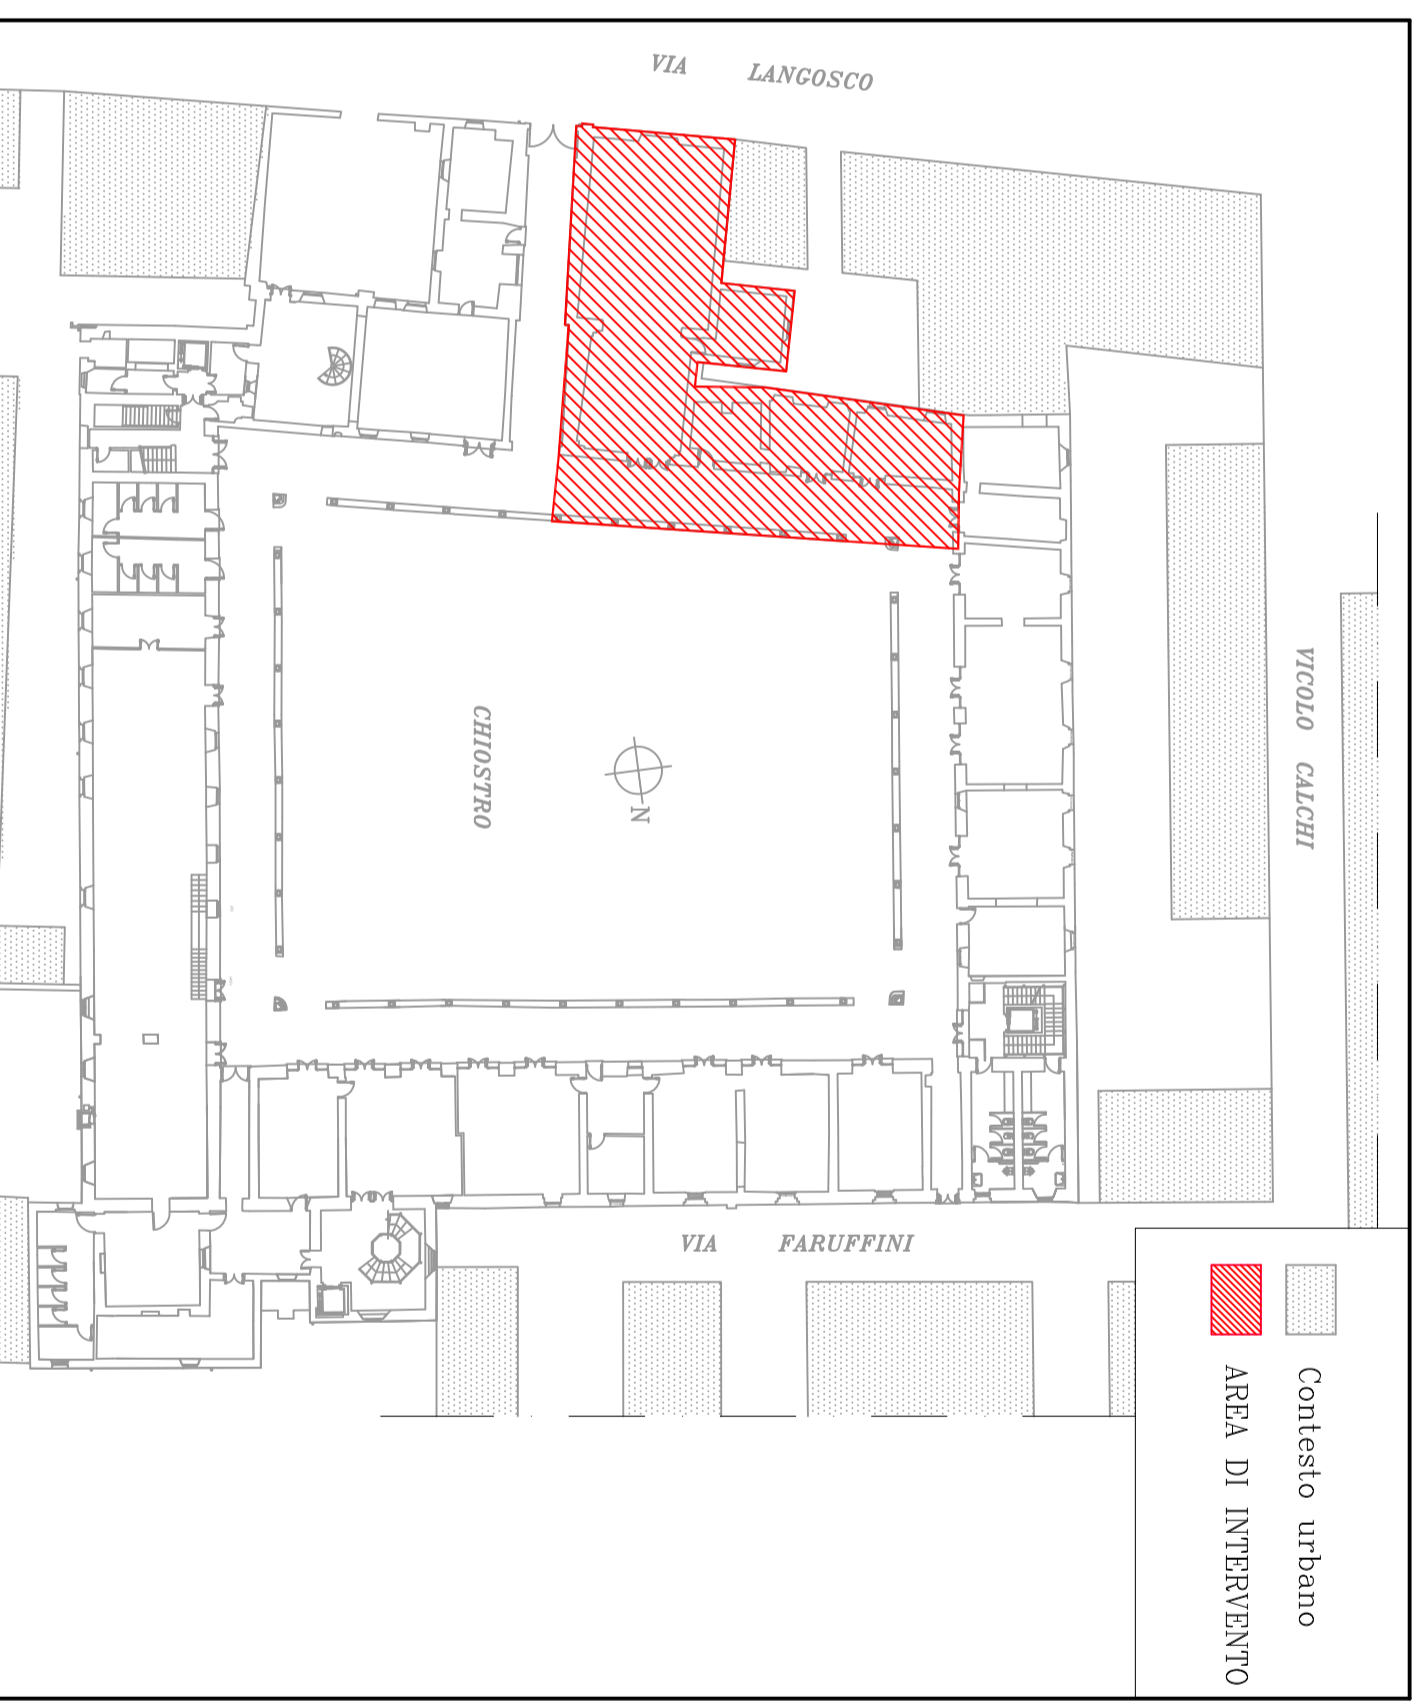 VIA LANGOSCO
VICOLO CALCHI
CHIOSTRO
N
VIA FARUFFINI
Contesto urbano
AREA DI INTERVENTO